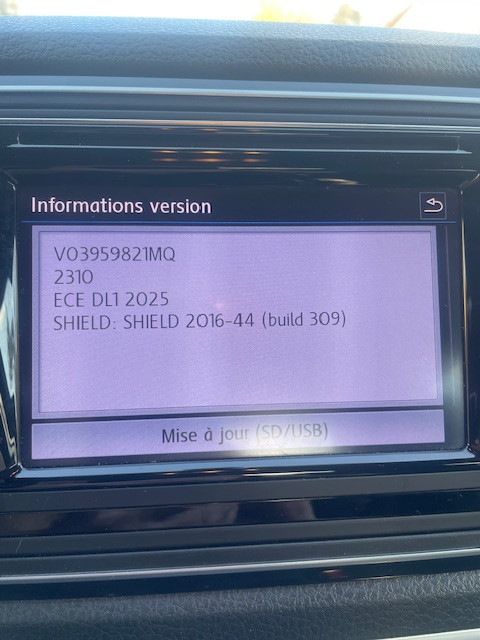 Informations version
V03959821MQ
2310
ECE DL1 2025
SHIELD: SHIELD 2016-44 (build 309)
Mise à jour (SD/USB)